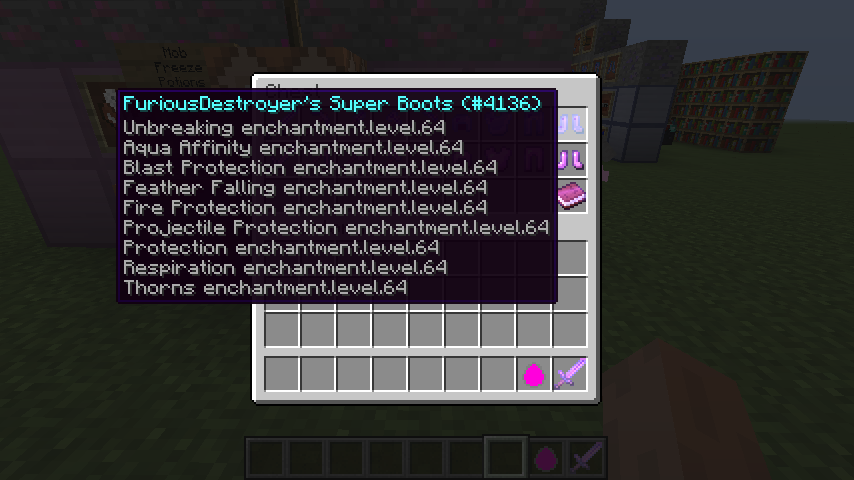 Mob
Freeze
Potions
FuriousDestroyer's Super Boots (#4136)
Unbreaking enchantment.level.64
Aqua Affinity enchantment.level.64
Blast Protection enchantment.level.64
Feather Falling enchantment.level.64
Fire Protection enchantment.level.64
Projectile Protection enchantment.level.64
Protection enchantment.level.64
Respiration enchantment.level.64
Thorns enchantment.level.64